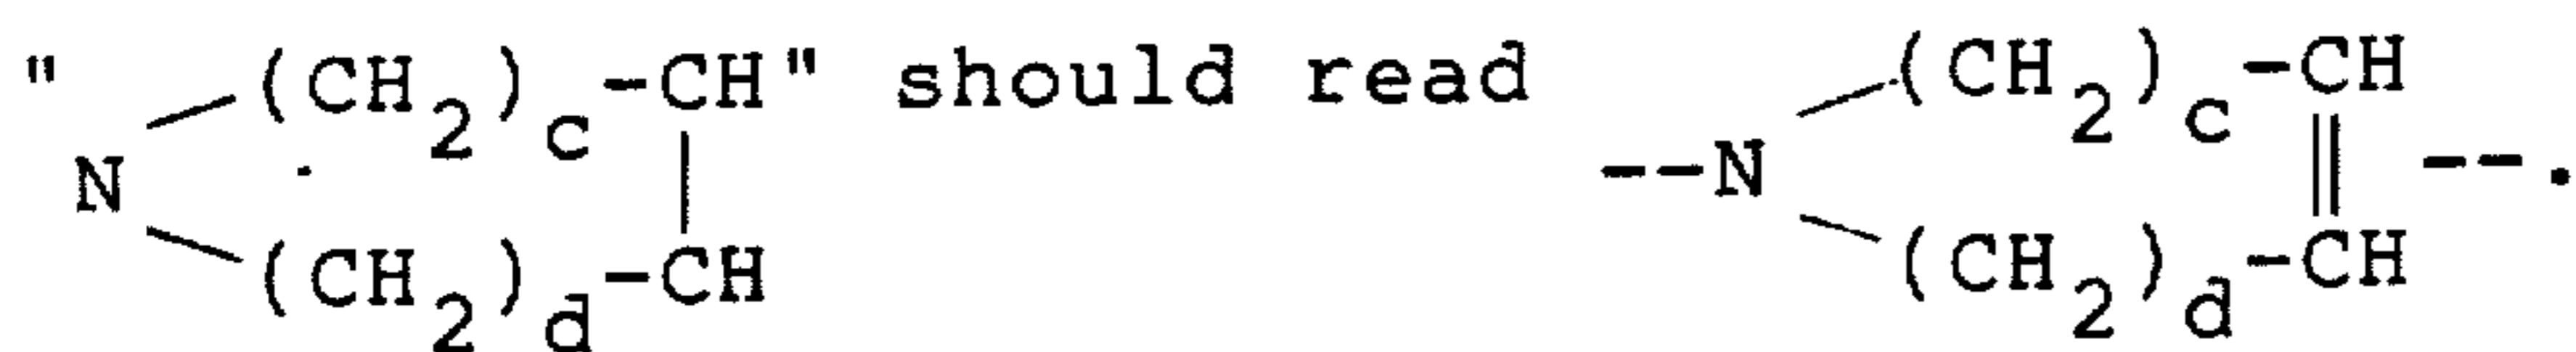 " (CH2)c-CH" should read (CH2)c-CH
N --N --.
(CH2)d-CH (CH2)d-CH